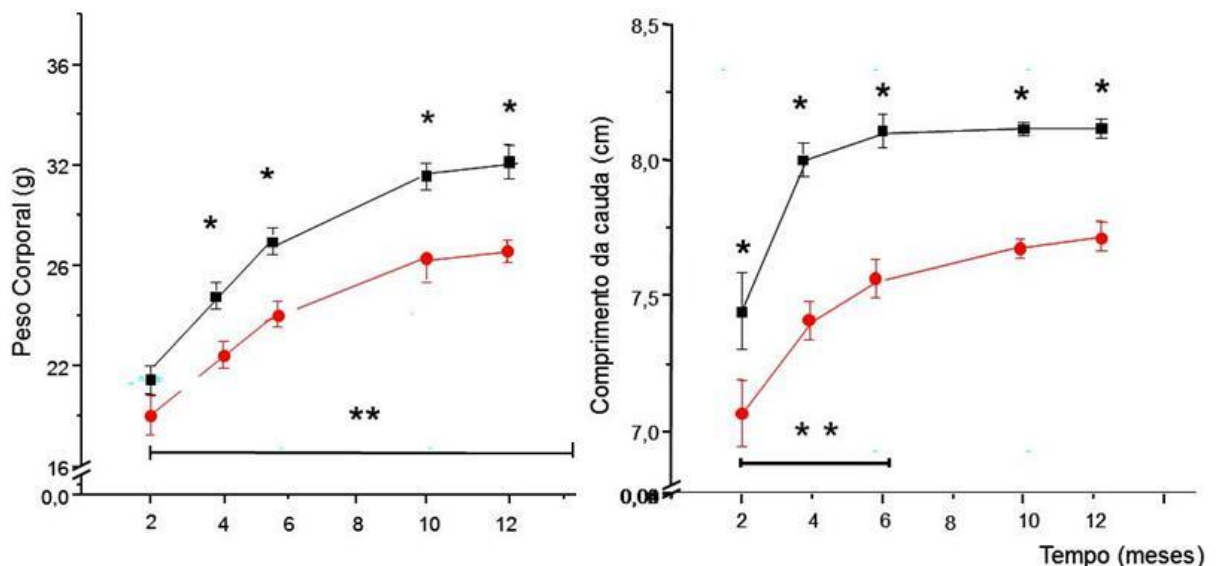 Peso Corporal (g)
36
32
26
22
16
0,0
* * * * *
**
2 4 6 8 10 12
Comprimento da cauda (cm)
8,5
8,0
7,5
7,0
* * * * *
* *
2 4 6 8 10 12
Tempo (meses)